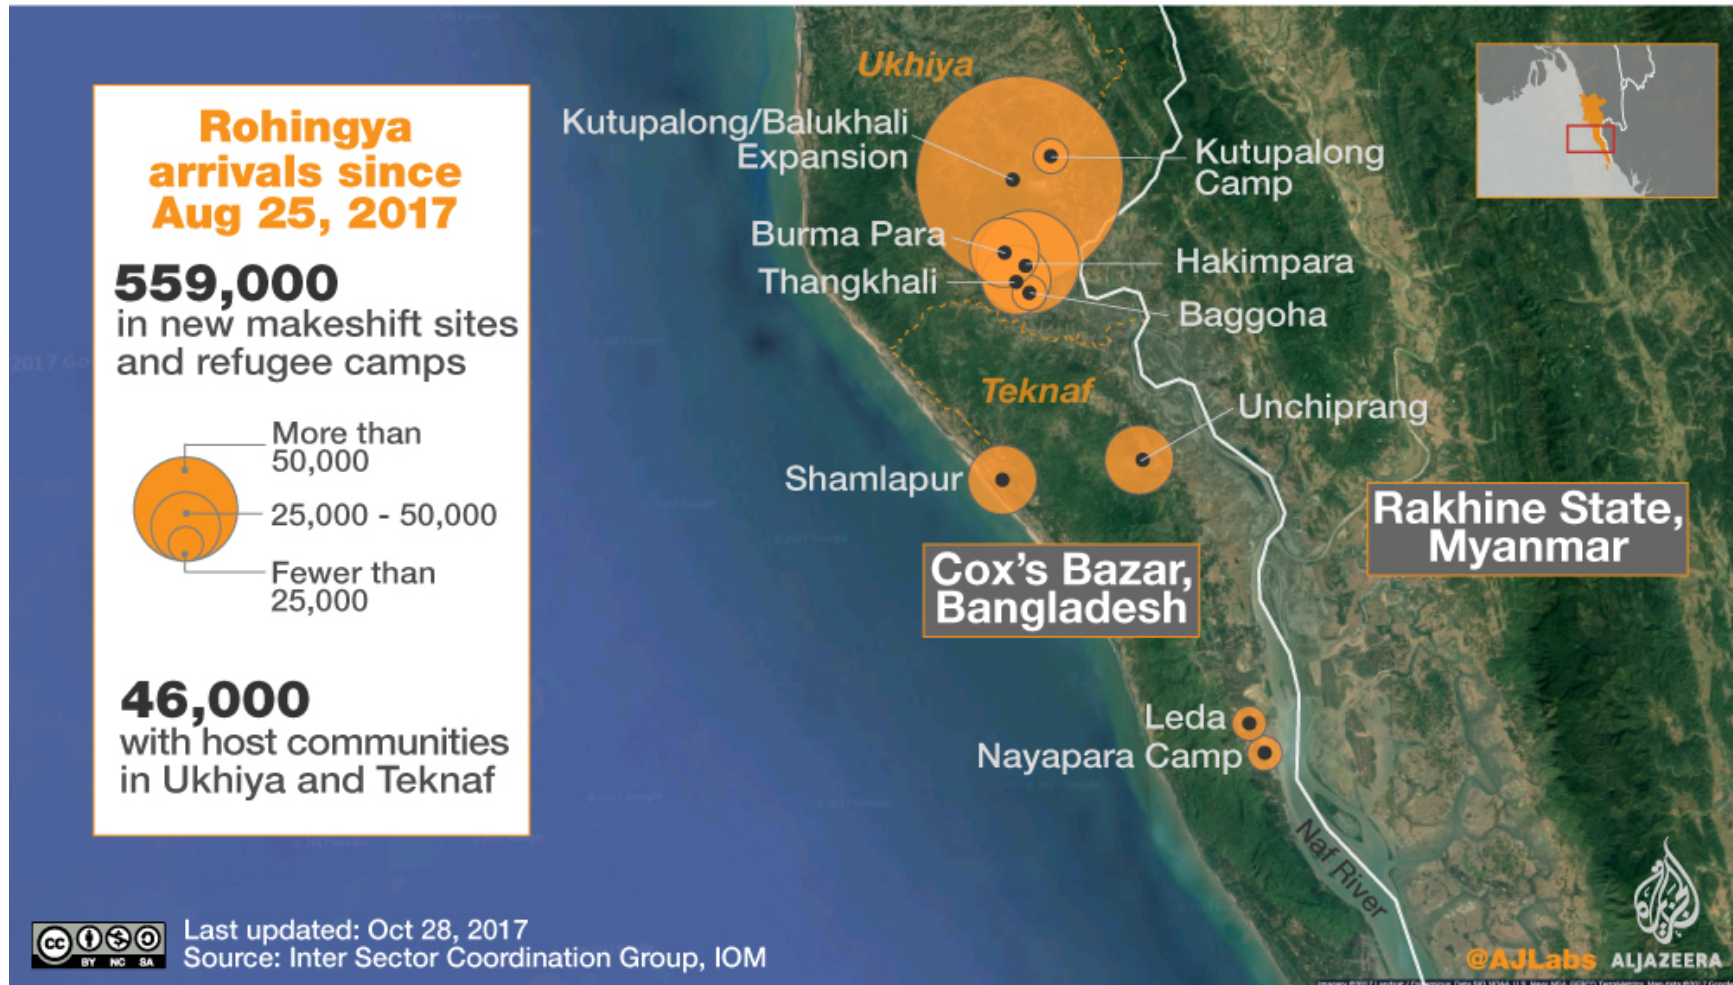 Rohingya
arrivals since
Aug 25, 2017
559,000
in new makeshift sites
and refugee camps
More than
50,000
25,000 - 50,000
Fewer than
25,000
46,000
with host communities
in Ukhiya and Teknaf
Ukhiya
Kutupalong/Balukhali
Expansion
Kutupalong
Camp
Burma Para
Hakimpara
Thangkhali
Baggoha
Teknaf
Unchiprang
Shamlapur
Rakhine State,
Myanmar
Cox's Bazar,
Bangladesh
Leda
Nayapara Camp
Naf River
cc BY NC SA
Last updated: Oct 28, 2017
Source: Inter Sector Coordination Group, IOM
@AJLabs ALJAZEERA